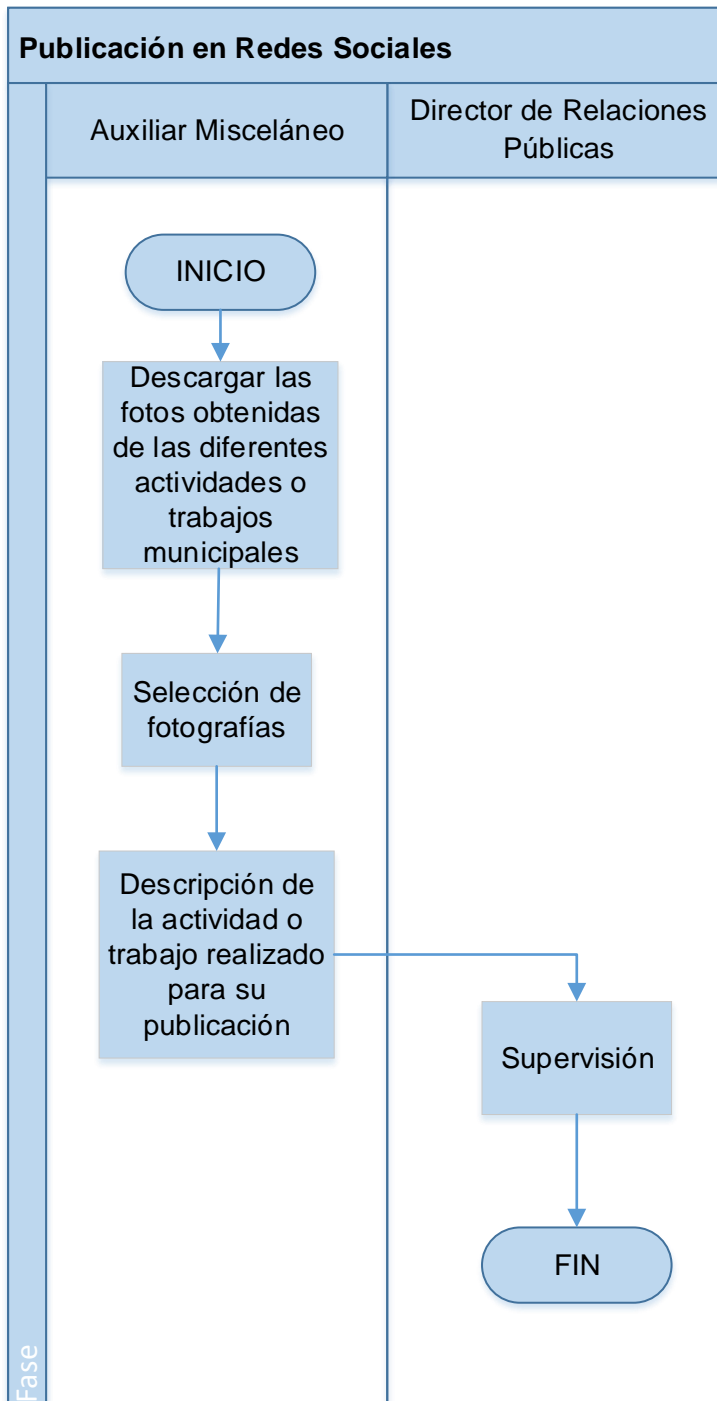 Publicación en Redes Sociales
Auxiliar Misceláneo
Director de Relaciones
Públicas
INICIO
Descargar las
fotos obtenidas
de las diferentes
actividades o
trabajos
municipales
Selección de
fotografías
Descripción de
la actividad o
trabajo realizado
para su
publicación
Supervisión
FIN
Fase